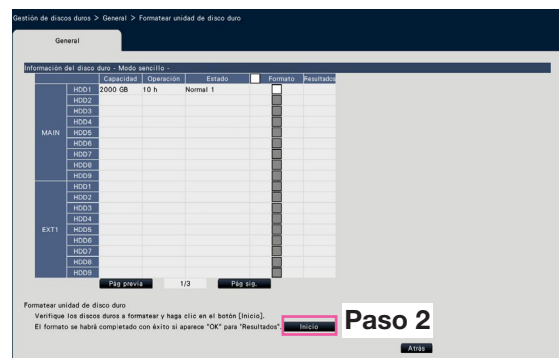 Gestión de discos duros > General > Formatear unidad de disco duro
General
Información del disco duro - Modo sencillo -
Capacidad Operación Estado Formato Resultados
MAIN
HDD1 2000 GB 10 h Normal 1
HDD2
HDD3
HDD4
HDD5
HDD6
HDD7
HDD8
HDD9
EXT1
HDD1
HDD2
HDD3
HDD4
HDD5
HDD6
HDD7
HDD8
HDD9
Pág previa 1/3 Pág sig.
Formatear unidad de disco duro
Verifique los discos duros a formatear y haga clic en el botón [Inicio].
El formato se habrá completado con éxito si aparece "OK" para "Resultados". Inicio Paso 2
Atrás